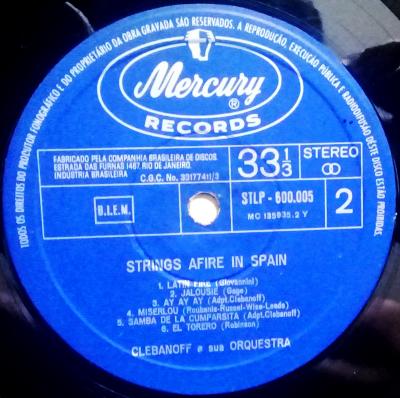 TODOS OS DIREITOS DO PRODUTOR FONOGRÁFICO E DO PROPRIETÁRIO DA OBRA GRAVADA SÃO RESERVADOS. A REPRODUÇÃO, EXECUÇÃO PÚBLICA E RADIODIFUSÃO DESTE DISCO ESTÃO PROIBIDAS.
Mercury
®
RECORDS
FABRICADO PELA COMPANHIA BRASILEIRA DE DISCOS.
ESTRADA DAS FURNAS 1467, RIO DE JANEIRO.
INDÚSTRIA BRASILEIRA
C.G.C. No. 33177411/3
33 1/3
STEREO
B.I.E.M.
STLP - 600.005
MC 125935.2 Y
2
STRINGS AFIRE IN SPAIN
1. LATIN FIRE (Giovannini)
2. JALOUSIE (Gage)
3. AY AY AY (Adpt.Clebanoff)
4. MISERLOU (Roubanis-Russel-Wise-Leeds)
5. SAMBA DE LA CUMPARSITA (Adpt.Clebanoff)
6. EL TORERO (Robinson)
CLEBANOFF e sua ORQUESTRA